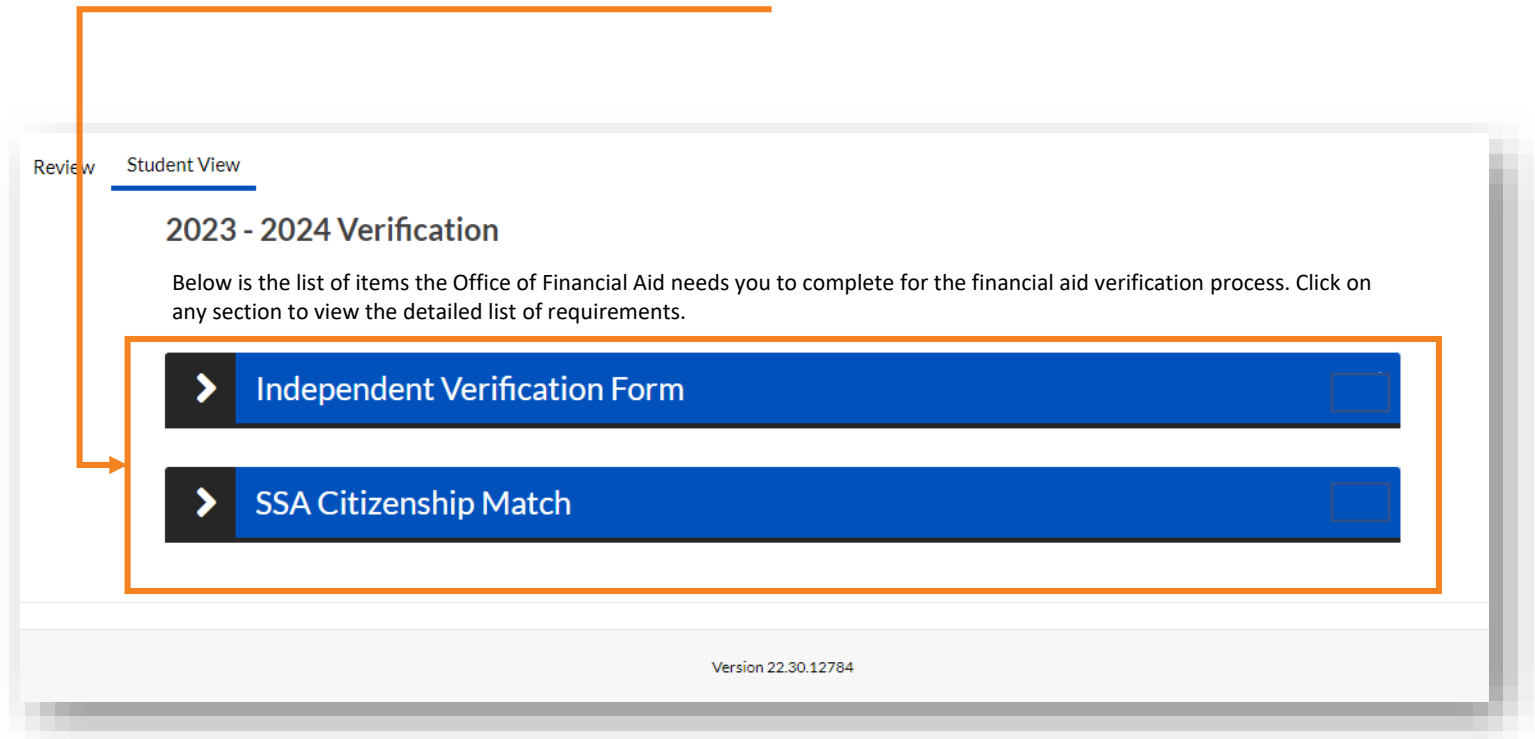 Review Student View
2023 - 2024 Verification
Below is the list of items the Office of Financial Aid needs you to complete for the financial aid verification process. Click on
any section to view the detailed list of requirements.
Independent Verification Form
SSA Citizenship Match
Version 22.30.12784